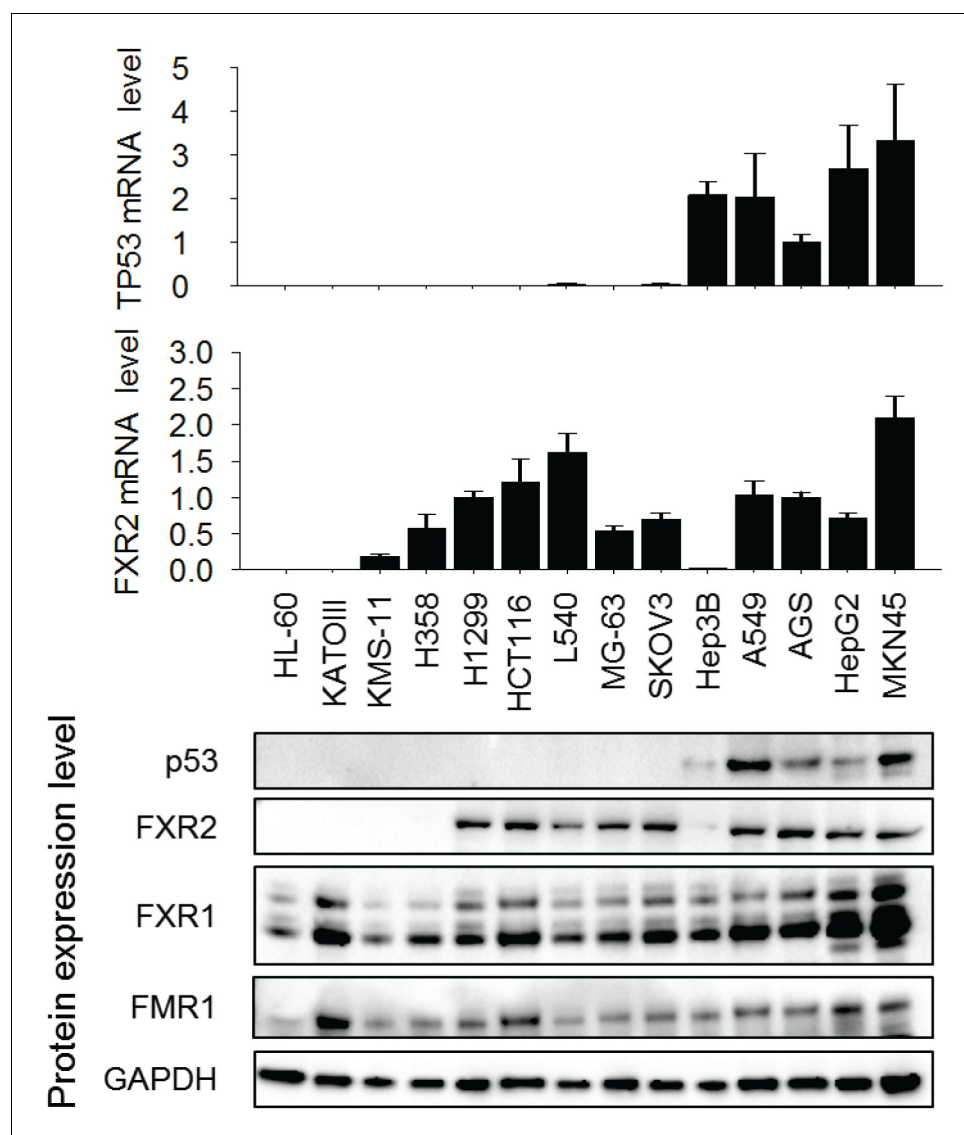 TP53 mRNA level
5
4
3
2
1
0
FXR2 mRNA level
3.0
2.5
2.0
1.5
1.0
0.5
0.0
HL-60
KATOIII
KMS-11
H358
H1299
HCT116
L540
MG-63
SKOV3
Hep3B
A549
AGS
HepG2
MKN45
Protein expression level
p53
FXR2
FXR1
FMR1
GAPDH